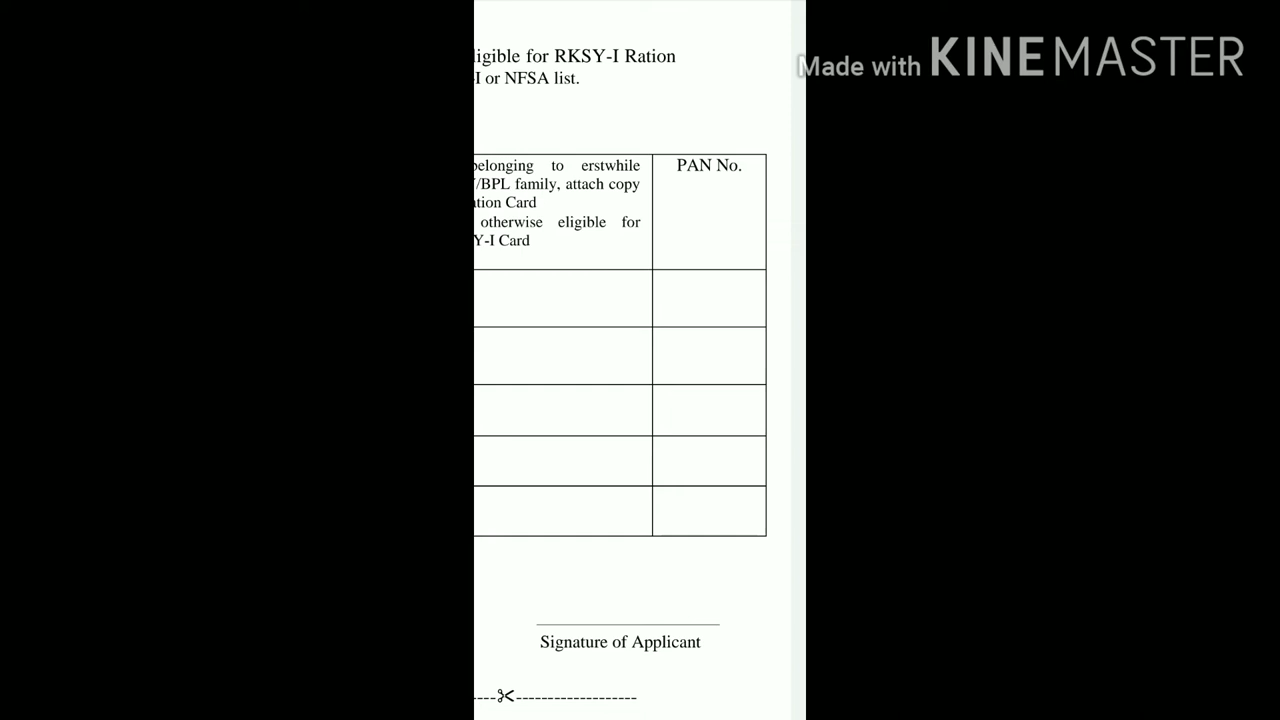 ligible for RKSY-I Ration
Made with KINEMASTER
-I or NFSA list.
belonging to erstwhile
/BPL family, attach copy
ation Card
otherwise eligible for
Y-I Card
PAN No.
Signature of Applicant